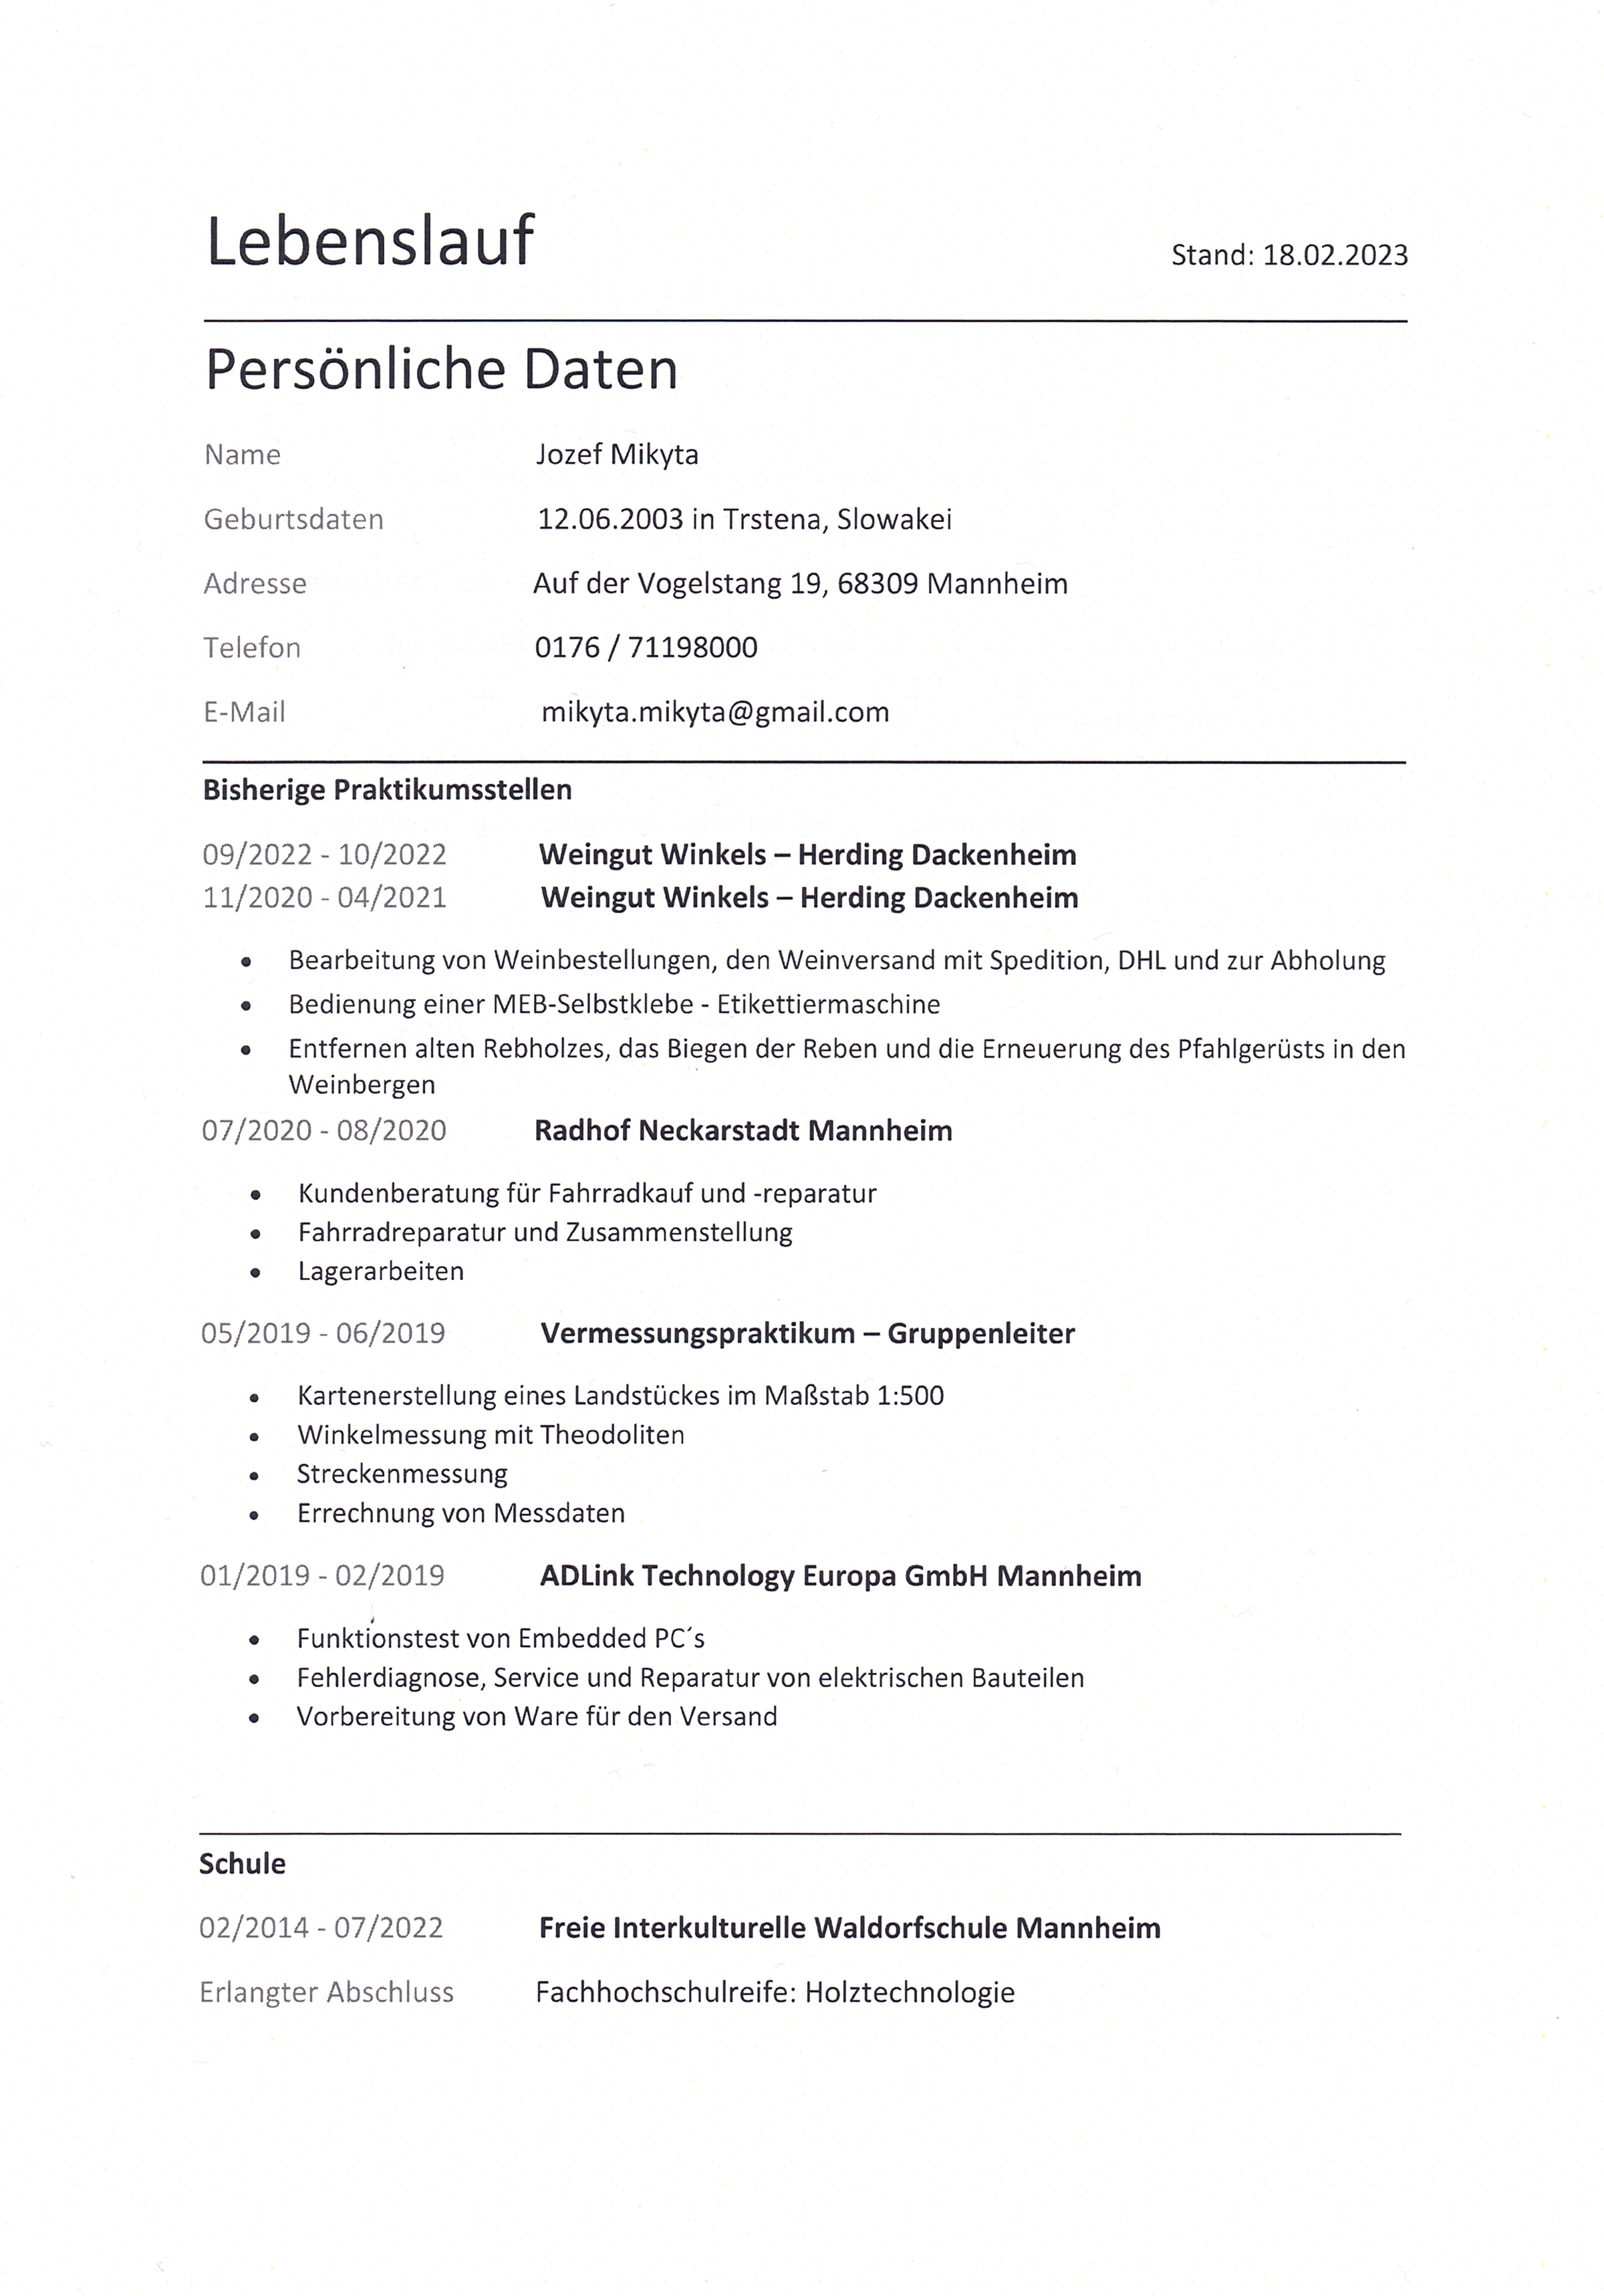 Lebenslauf
Stand: 18.02.2023
Persönliche Daten
Name Jozef Mikyta
Geburtsdaten 12.06.2003 in Trstena, Slowakei
Adresse Auf der Vogelstang 19, 68309 Mannheim
Telefon 0176 / 71198000
E-Mail mikyta.mikyta@gmail.com
Bisherige Praktikumsstellen
09/2022 - 10/2022 Weingut Winkels – Herding Dackenheim
11/2020 - 04/2021 Weingut Winkels – Herding Dackenheim
• Bearbeitung von Weinbestellungen, den Weinversand mit Spedition, DHL und zur Abholung
• Bedienung einer MEB-Selbstklebe - Etikettiermaschine
• Entfernen alten Rebholzes, das Biegen der Reben und die Erneuerung des Pfahlgerüsts in den
Weinbergen
07/2020 - 08/2020 Radhof Neckarstadt Mannheim
• Kundenberatung für Fahrradkauf und -reparatur
• Fahrradreparatur und Zusammenstellung
• Lagerarbeiten
05/2019 - 06/2019 Vermessungspraktikum – Gruppenleiter
• Kartenerstellung eines Landstückes im Maßstab 1:500
• Winkelmessung mit Theodoliten
• Streckenmessung
• Errechnung von Messdaten
01/2019 - 02/2019 ADLink Technology Europa GmbH Mannheim
• Funktionstest von Embedded PC´s
• Fehlerdiagnose, Service und Reparatur von elektrischen Bauteilen
• Vorbereitung von Ware für den Versand
Schule
02/2014 - 07/2022 Freie Interkulturelle Waldorfschule Mannheim
Erlangter Abschluss Fachhochschulreife: Holztechnologie